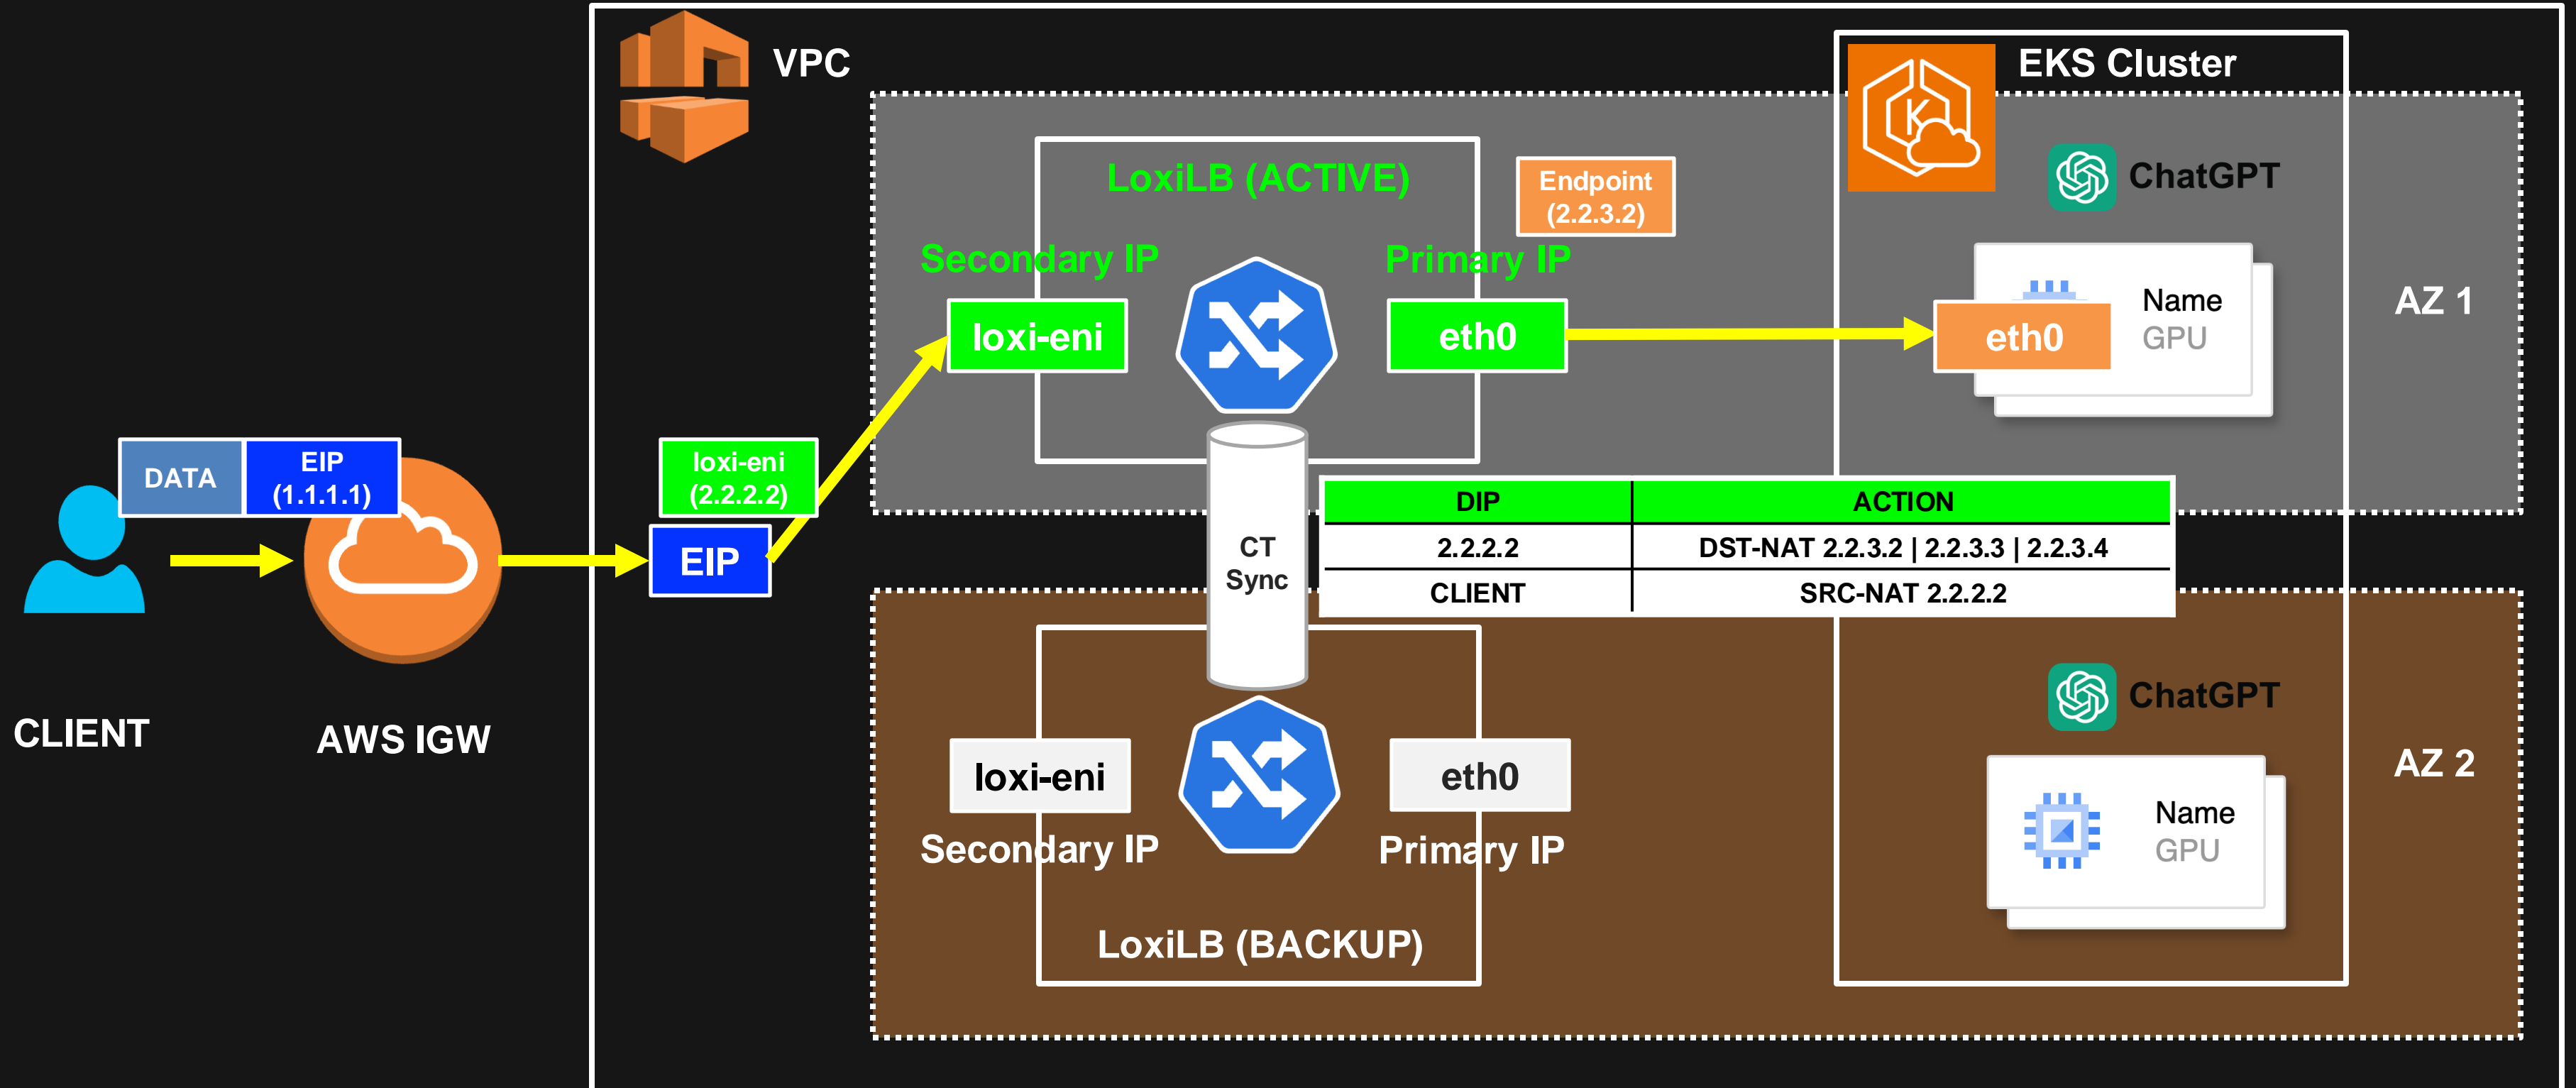 VPC
EKS Cluster
LoxiLB (ACTIVE)
Endpoint
(2.2.3.2)
ChatGPT
Secondary IP
Primary IP
loxi-eni
eth0
eth0
Name
GPU
AZ 1
DATA
EIP
(1.1.1.1)
loxi-eni
(2.2.2.2)
EIP
CLIENT
AWS IGW
CT
Sync
DIP ACTION
2.2.2.2 DST-NAT 2.2.3.2 | 2.2.3.3 | 2.2.3.4
CLIENT SRC-NAT 2.2.2.2
ChatGPT
loxi-eni
eth0
Secondary IP
Primary IP
Name
GPU
AZ 2
LoxiLB (BACKUP)